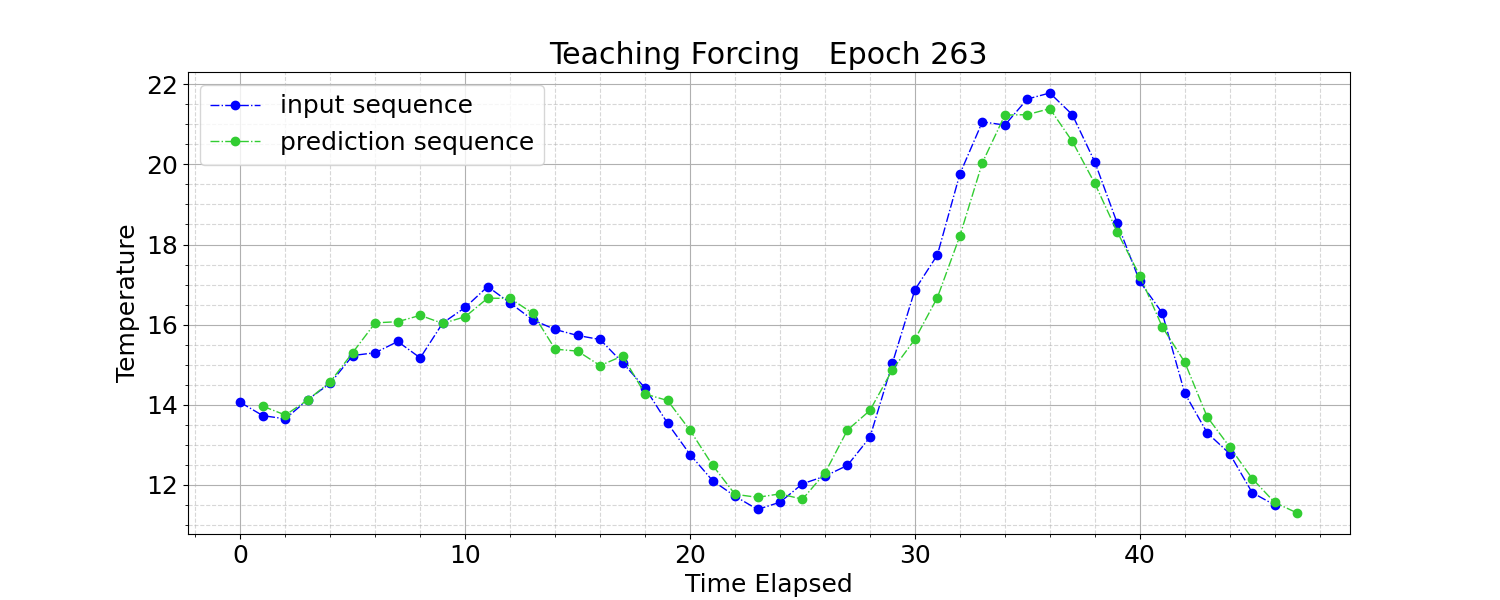 Teaching Forcing   Epoch 263
input sequence
prediction sequence
22
20
18
16
14
12
Temperature
0 10 20 30 40
Time Elapsed